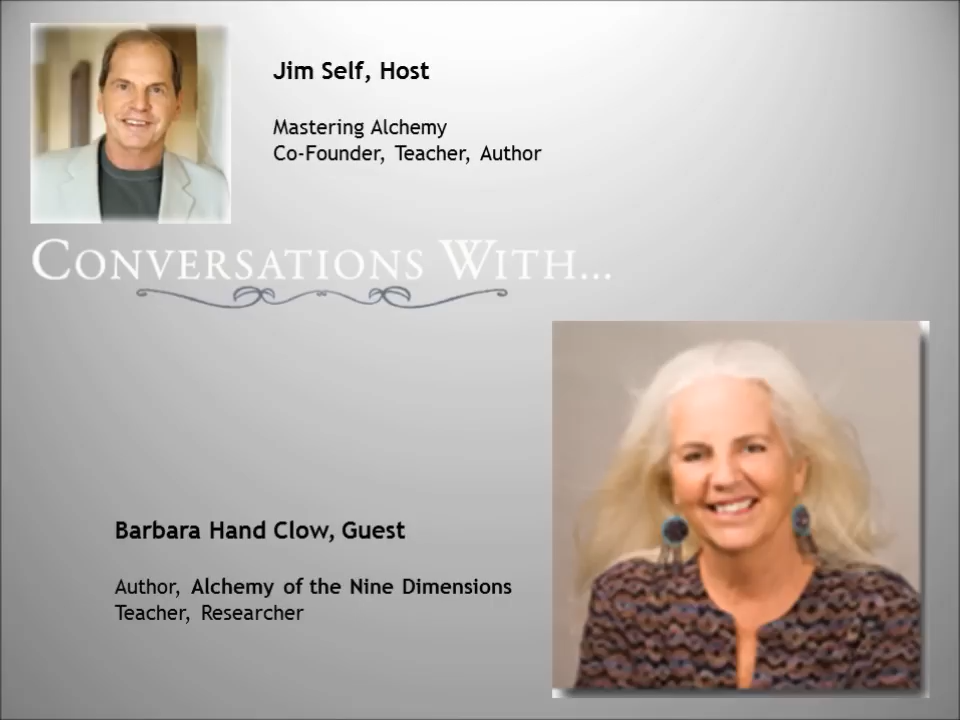 Jim Self, Host
Mastering Alchemy
Co-Founder, Teacher, Author
CONVERSATIONS WITH...
Barbara Hand Clow, Guest
Author, Alchemy of the Nine Dimensions
Teacher, Researcher